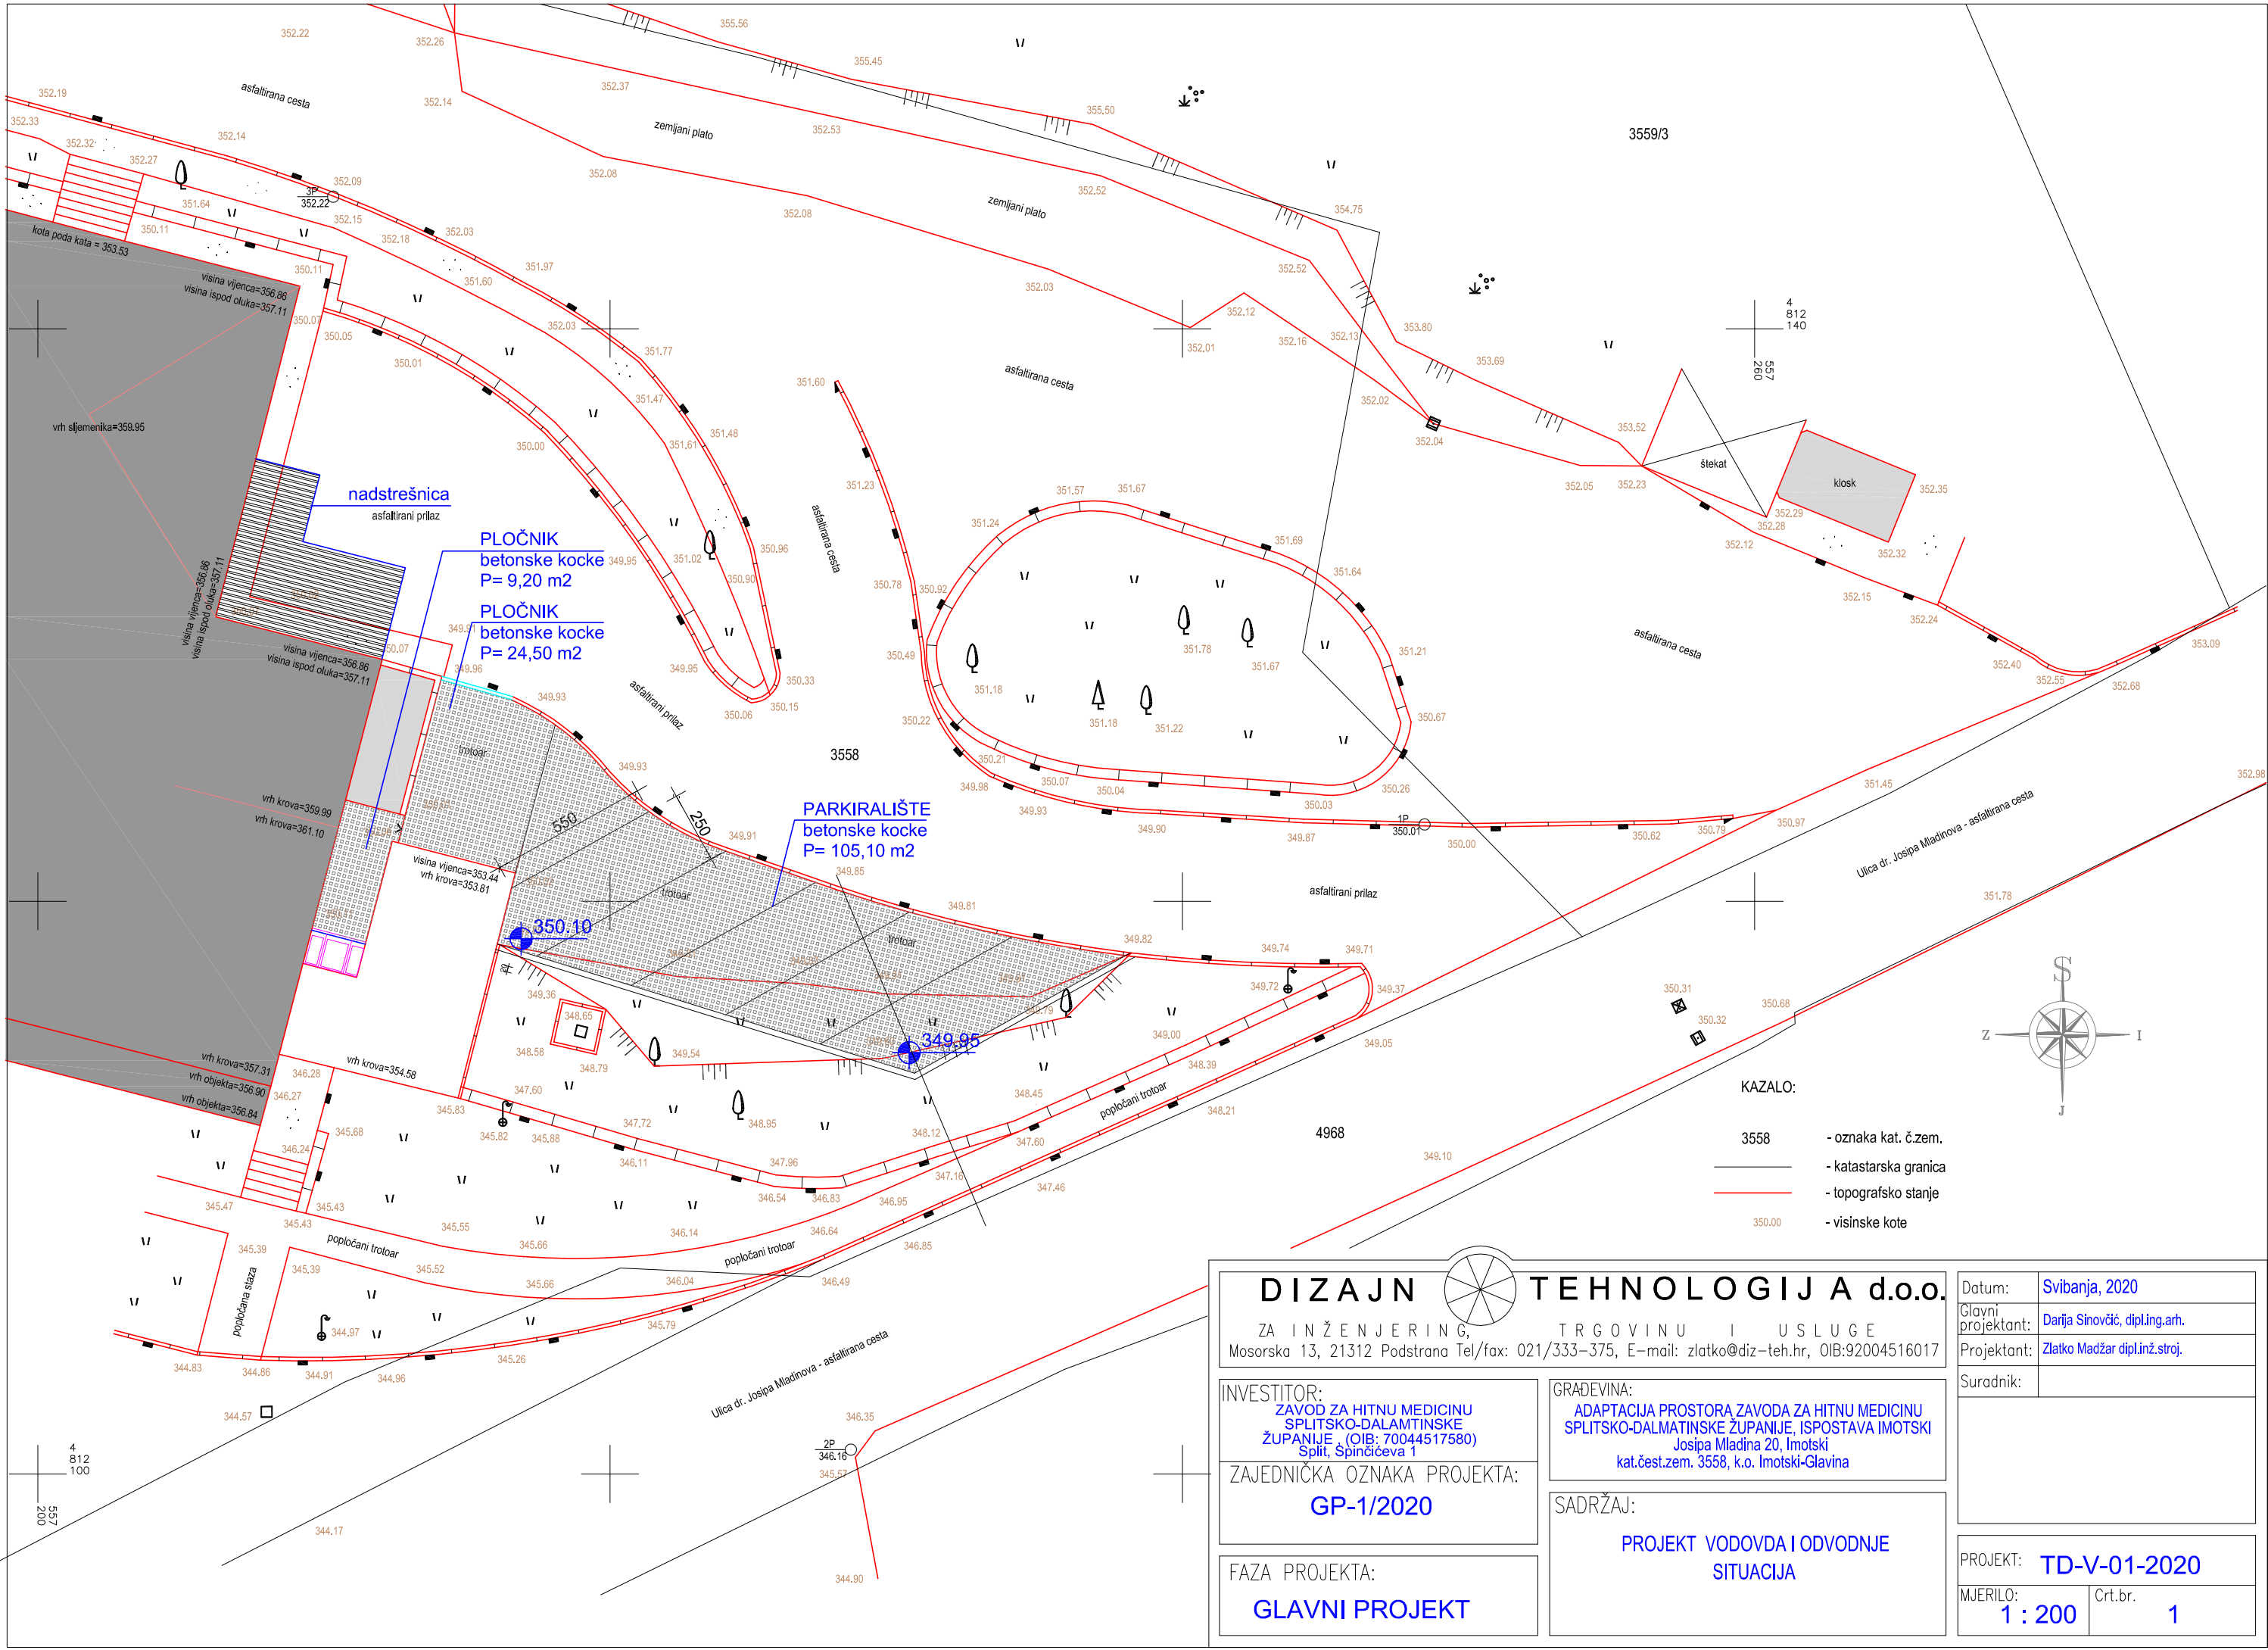 352.22
352.26
355.56
355.45
352.19
asfaltirana cesta
352.14
352.37
352.53
355.50
352.33
352.32
352.14
zemljani plato
3559/3
352.27
352.09
352.08
3P
352.22
352.52
351.64
352.15
352.08
zemljani plato
354.75
350.11
352.18
352.03
kota poda kata = 353.53
350.11
351.97
351.60
352.52
visina vijenca=356.86
visina ispod oluka=357.11
352.03
352.12
4
812
140
350.07
350.05
352.03
352.13
353.80
352.16
352.01
351.77
350.01
353.69
557
260
asfaltirana cesta
351.60
351.47
352.02
vrh sljemenika=359.95
351.48
351.61
350.00
352.04
353.52
štekat
kiosk
352.35
352.05
352.23
352.29
352.28
351.23
351.57
351.67
nadstrešnica
asfaltirani prilaz
asfaltirana cesta
351.24
351.69
352.12
352.32
PLOČNIK
betonske kocke
P= 9,20 m2
349.95
351.02
350.96
350.90
350.78
350.92
351.64
352.15
352.24
visina vijenca=356.86
visina ispod oluka=357.11
PLOČNIK
betonske kocke
P= 24,50 m2
349.91
350.07
351.78
351.67
asfaltirana cesta
351.21
353.09
352.40
352.55
352.68
visina vijenca=356.86
visina ispod oluka=357.11
349.96
349.95
350.49
351.18
350.33
350.15
350.06
asfaltirani prilaz
349.93
350.22
351.18
351.22
350.67
trotoar
3558
350.21
350.07
350.04
350.26
350.03
349.98
349.93
349.93
351.45
352.98
vrh krova=359.99
vrh krova=361.10
550
250
PARKIRALIŠTE
betonske kocke
P= 105,10 m2
349.91
349.90
349.87
1P
350.01
350.00
350.62
350.79
350.97
Ulica dr. Josipa Mladinova - asfaltirana cesta
visina vijenca=353.44
vrh krova=353.81
349.85
trotoar
asfaltirani prilaz
351.78
349.81
350.10
trotoar
349.82
349.74
349.71
349.36
348.65
349.72
349.37
350.31
350.68
350.32
S
Z
I
J
348.58
348.79
349.54
349.95
349.00
349.05
vrh krova=357.31
vrh objekta=356.90
vrh objekta=356.84
vrh krova=354.58
346.28
346.27
347.60
348.39
348.45
popločani trotoar
KAZALO:
345.83
345.82
345.88
347.72
348.95
348.12
348.21
346.24
345.68
346.11
347.96
347.60
4968
3558
- oznaka kat. č.zem.
- katastarska granica
- topografsko stanje
350.00
- visinske kote
349.10
347.16
347.46
346.54
346.83
346.95
345.47
345.43
345.43
345.55
345.66
346.14
346.64
346.85
popločani trotoar
popločani trotoar
345.39
345.39
345.52
345.66
346.04
346.49
popločana staza
344.97
345.79
345.26
344.83
344.86
344.91
344.96
344.57
Ulica dr. Josipa Mladinova - asfaltirana cesta
346.35
2P
346.16
345.57
4
812
100
557
200
344.17
344.90
DIZAJN TEHNOLOGIJA d.o.o.
ZA INŽENJERING, TRGOVINU I USLUGE
Mosorska 13, 21312 Podstrana Tel/fax: 021/333-375, E-mail: zlatko@diz-teh.hr, OIB:92004516017
INVESTITOR:
ZAVOD ZA HITNU MEDICINU
SPLITSKO-DALAMTINSKE
ŽUPANIJE , (OIB: 70044517580)
Split, Spinčićeva 1
ZAJEDNIČKA OZNAKA PROJEKTA:
GP-1/2020
FAZA PROJEKTA:
GLAVNI PROJEKT
GRAĐEVINA:
ADAPTACIJA PROSTORA ZAVODA ZA HITNU MEDICINU
SPLITSKO-DALMATINSKE ŽUPANIJE, ISPOSTAVA IMOTSKI
Josipa Mladina 20, Imotski
kat.čest.zem. 3558, k.o. Imotski-Glavina
SADRŽAJ:
PROJEKT VODOVDA I ODVODNJE
SITUACIJA
Datum: Svibanja, 2020
Glavni projektant: Darija Sinovčić, dipl.ing.arh.
Projektant: Zlatko Madžar dipl.inž.stroj.
Suradnik:
PROJEKT: TD-V-01-2020
MJERILO: 1 : 200
Crt.br. 1